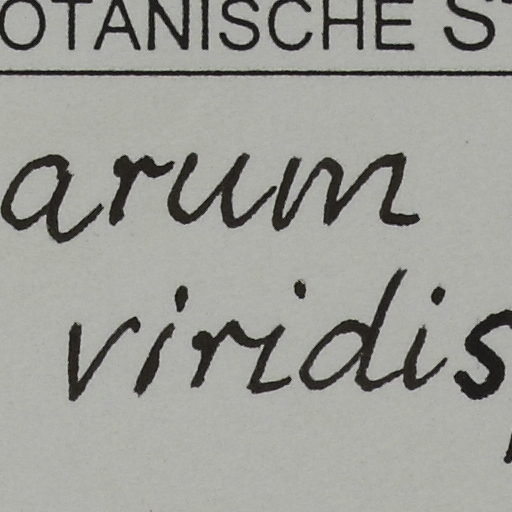 OTANISCHE S
arum
viridis